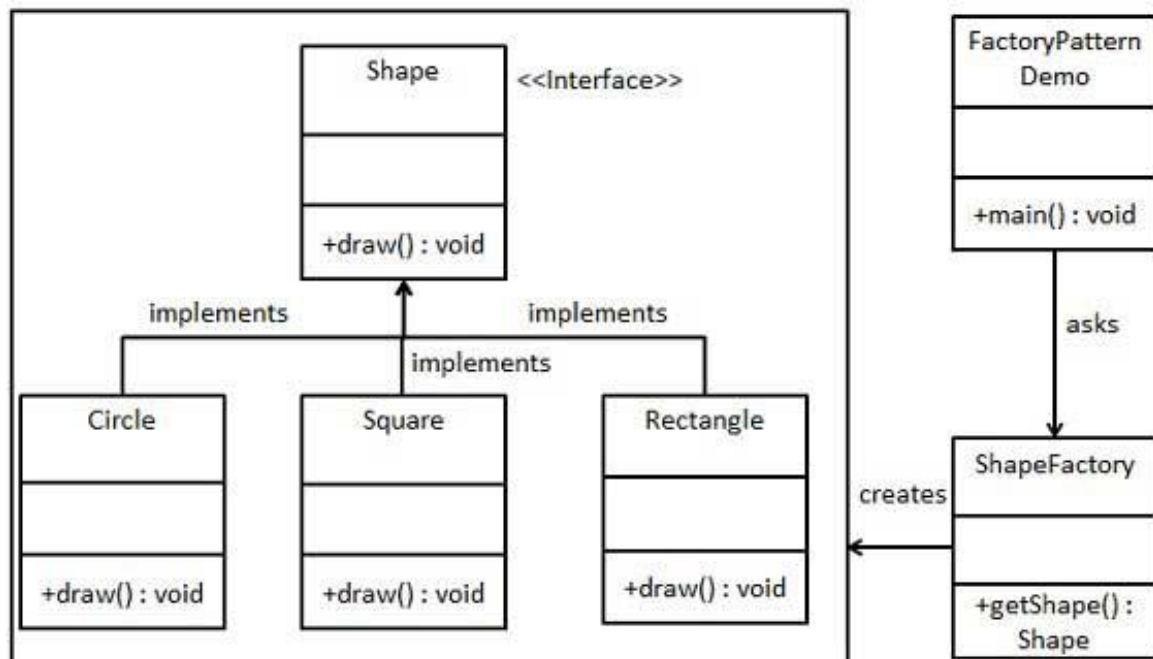 Shape
<<Interface>>
+draw() : void
implements
implements
implements
Circle
+draw() : void
Square
+draw() : void
Rectangle
+draw() : void
FactoryPattern
Demo
+main() : void
asks
ShapeFactory
+getShape() :
Shape
creates